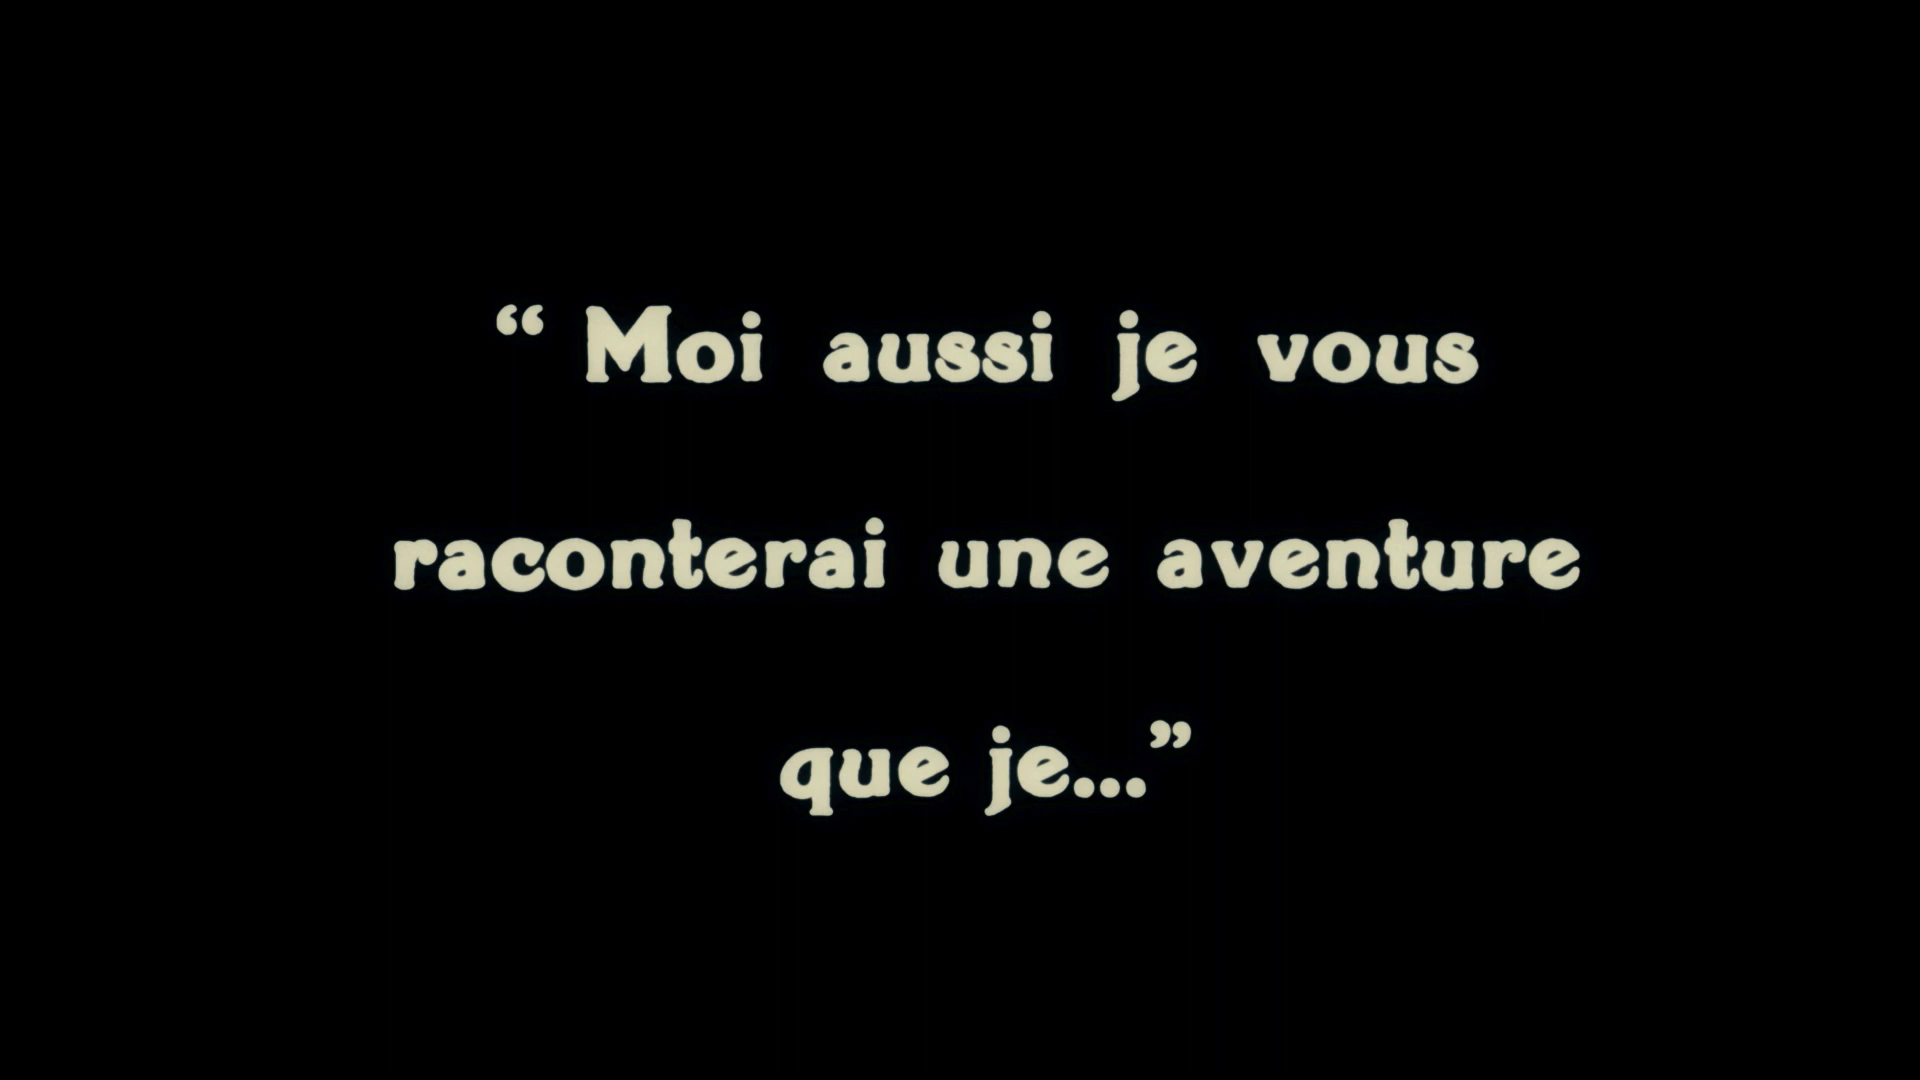 “ Moi aussi je vous
raconterai une aventure
que je...”